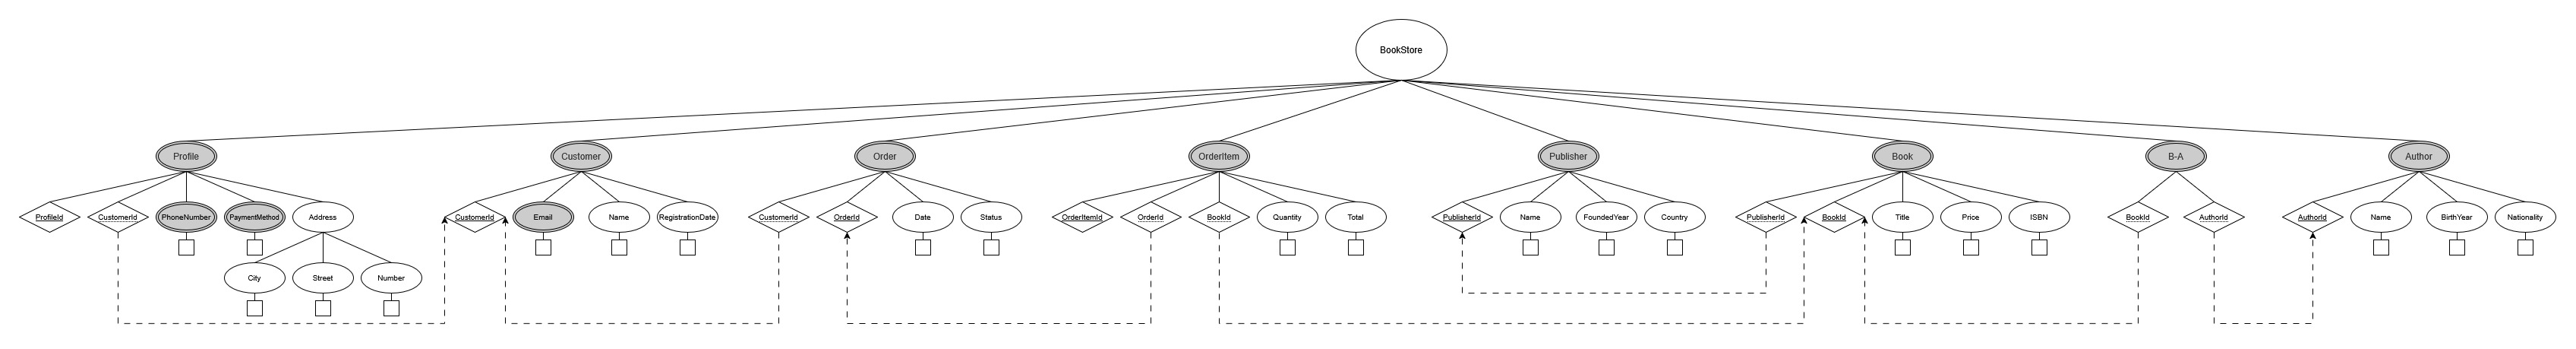 BookStore
Profile
Customer
Order
OrderItem
Publisher
Book
B-A
Author
ProfileId
CustomerId
PhoneNumber
PaymentMethod
Address
CustomerId
Email
Name
RegistrationDate
CustomerId
OrderId
Date
Status
OrderItemId
OrderId
BookId
Quantity
Total
PublisherId
Name
FoundedYear
Country
PublisherId
BookId
Title
Price
ISBN
BookId
AuthorId
AuthorId
Name
BirthYear
Nationality
City
Street
Number